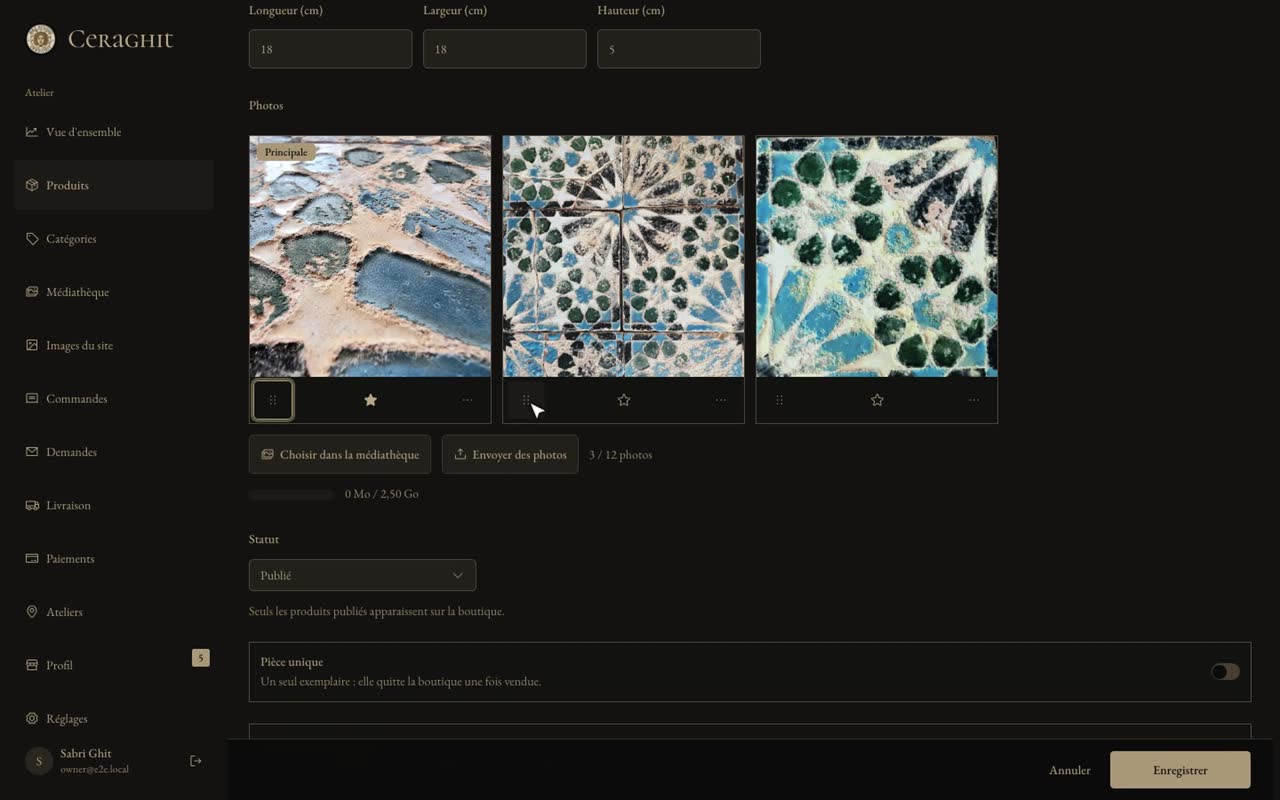 Ceraghit
Atelier
Vue d'ensemble
Produits
Catégories
Médiathèque
Images du site
Commandes
Demandes
Livraison
Paiements
Ateliers
Profil
5
Réglages
S
Sabri Ghit
owner@e2e.local
Longueur (cm)
Largeur (cm)
Hauteur (cm)
18
18
5
Photos
Principale
Choisir dans la médiathèque
Envoyer des photos
3 / 12 photos
0 Mo / 2,50 Go
Statut
Publié
Seuls les produits publiés apparaissent sur la boutique.
Pièce unique
Un seul exemplaire : elle quitte la boutique une fois vendue.
Annuler
Enregistrer